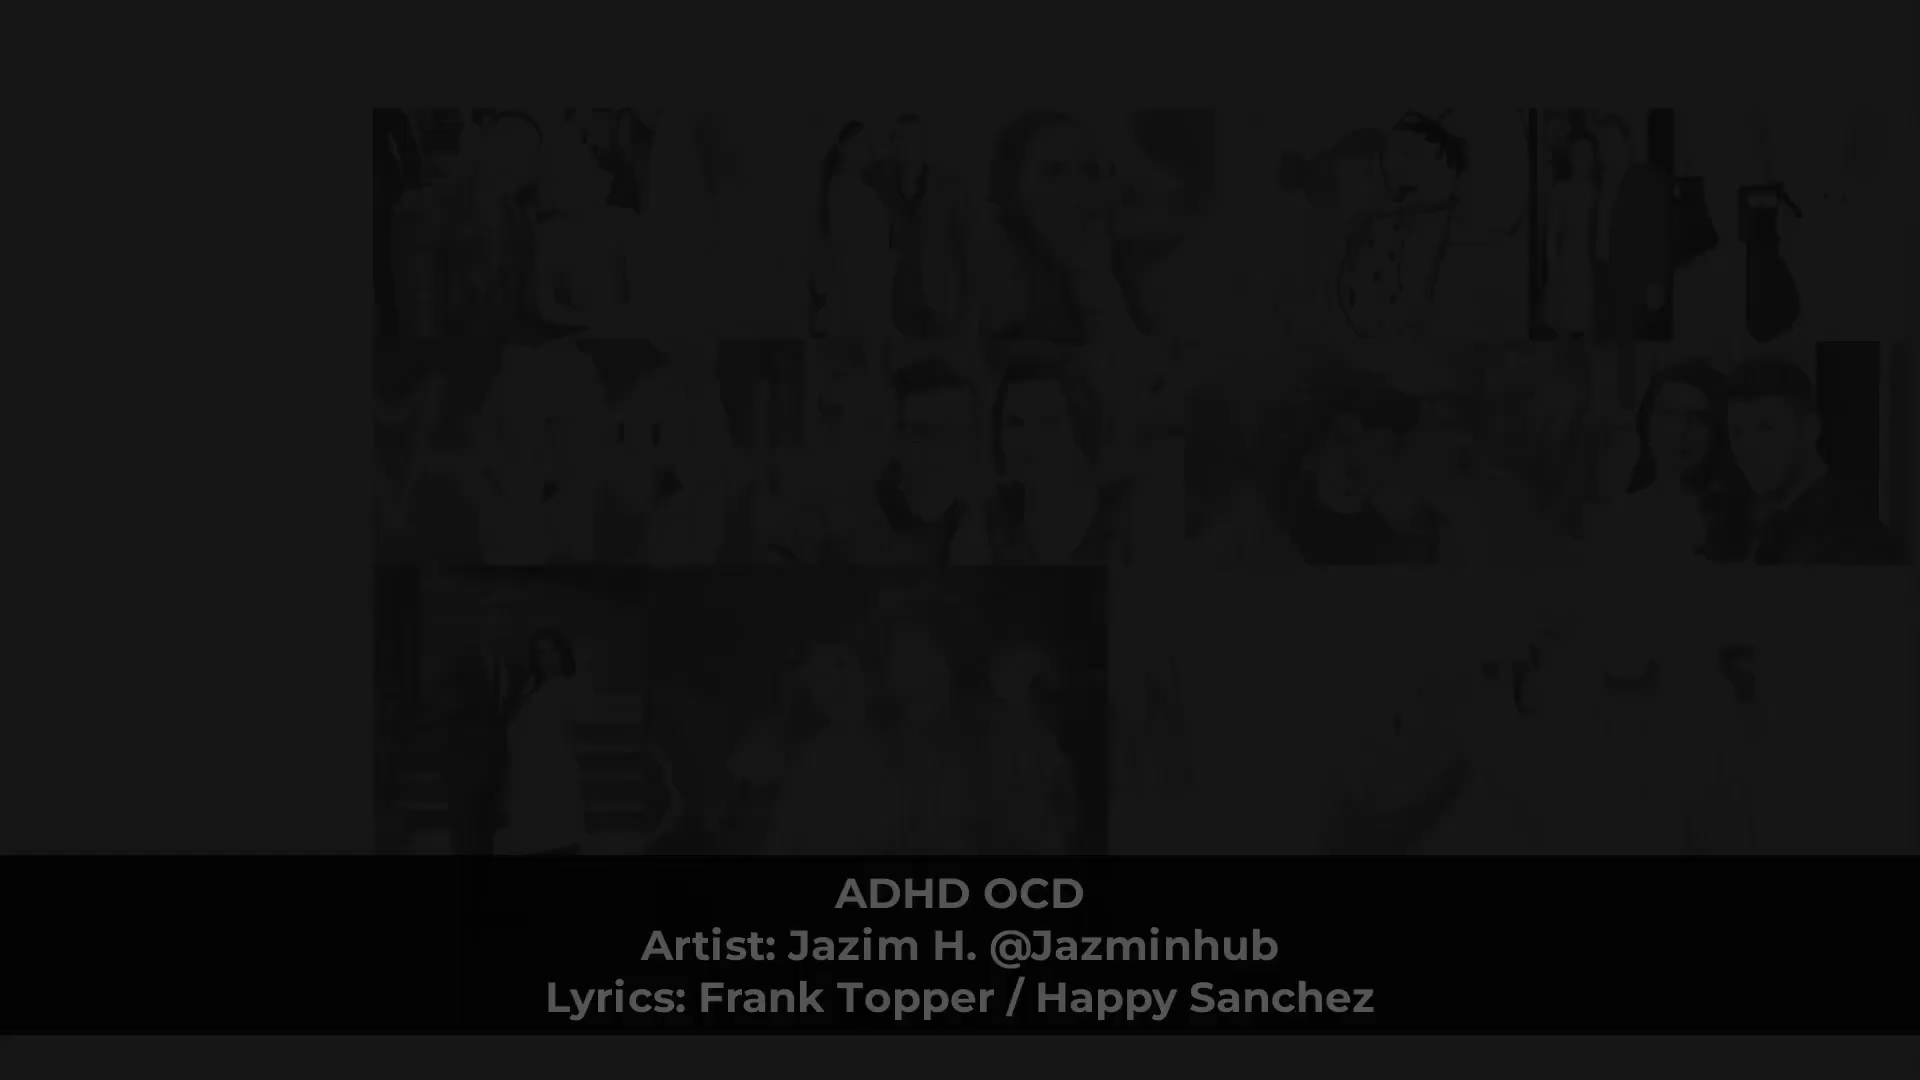 ADHD OCD
Artist: Jazim H. @Jazminhub
Lyrics: Frank Topper / Happy Sanchez